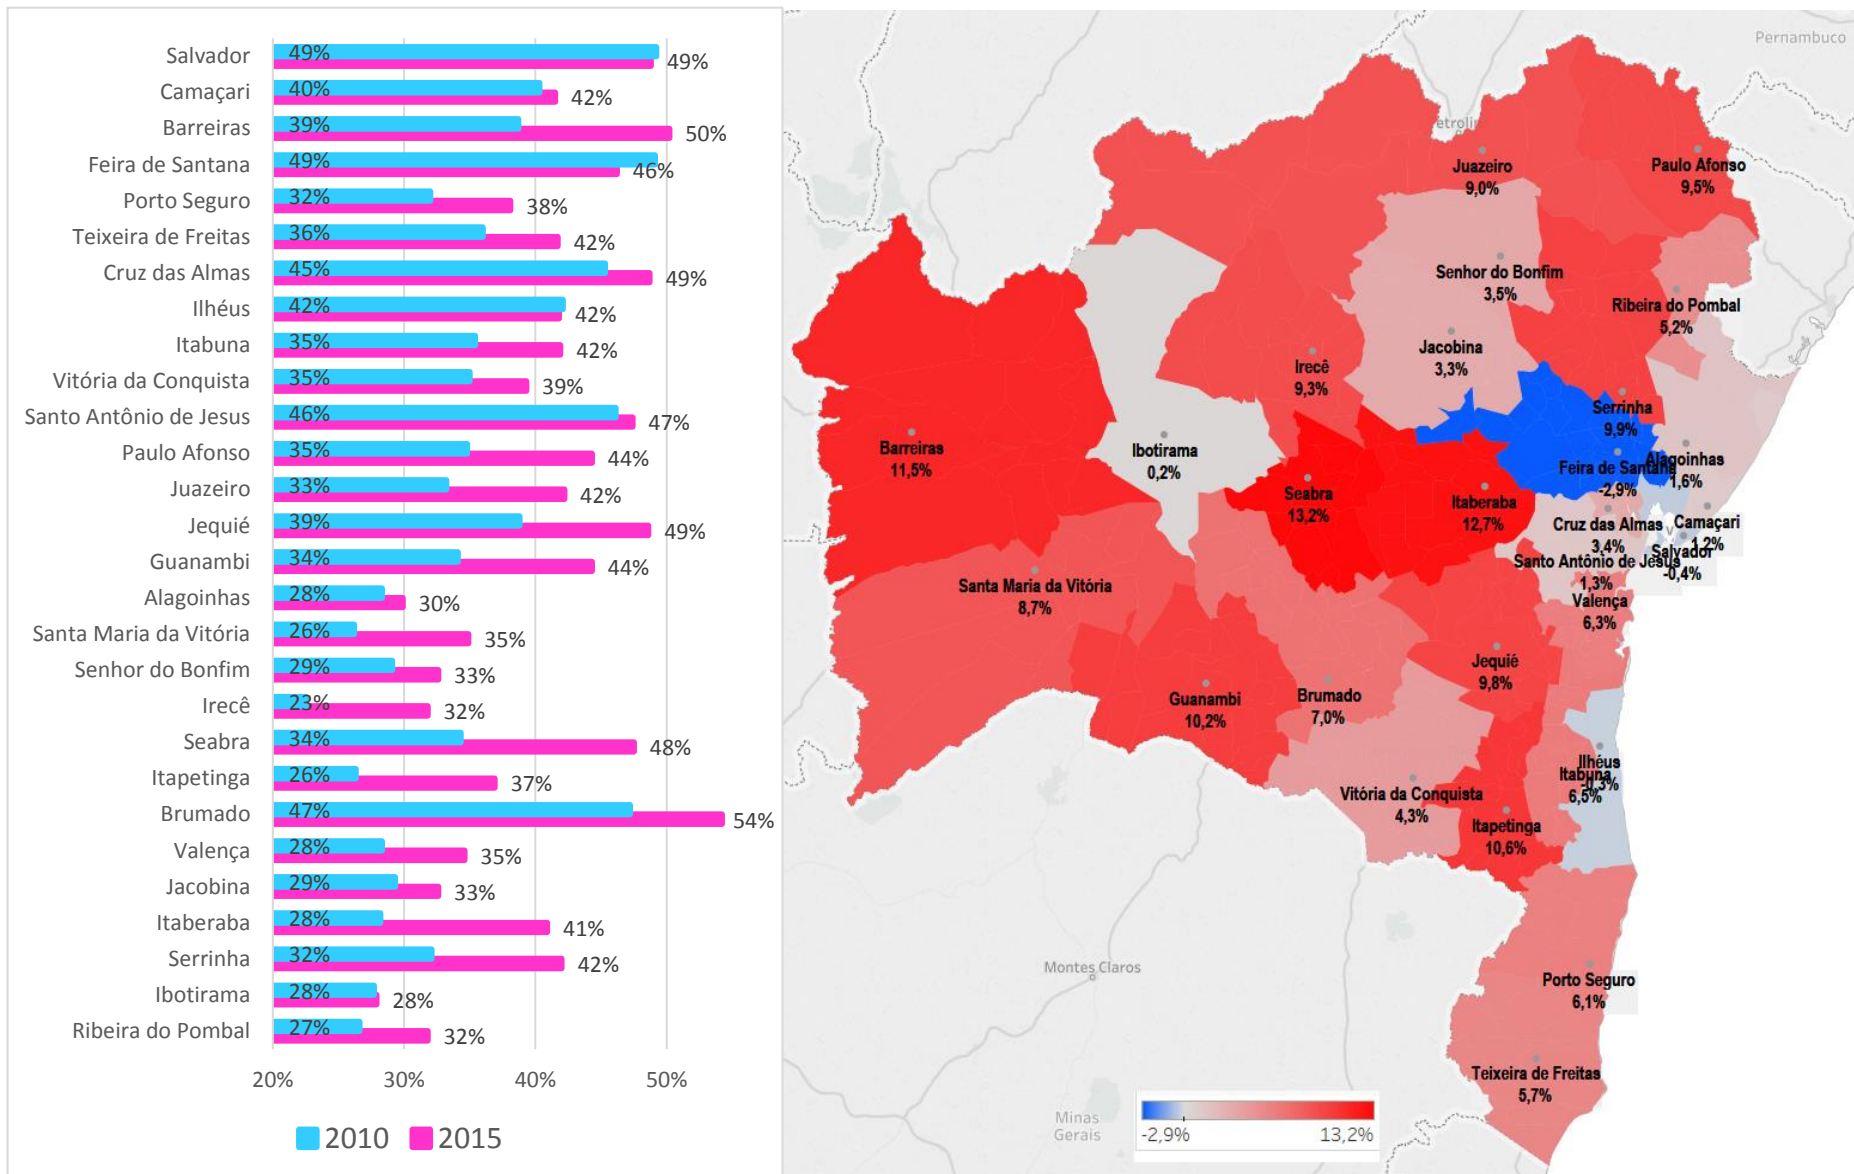 Salvador 49% 49%
Camaçari 40% 42%
Barreiras 39% 50%
Feira de Santana 49% 46%
Porto Seguro 32% 38%
Teixeira de Freitas 36% 42%
Cruz das Almas 45% 49%
Ilhéus 42% 42%
Itabuna 35% 42%
Vitória da Conquista 35% 39%
Santo Antônio de Jesus 46% 47%
Paulo Afonso 35% 44%
Juazeiro 33% 42%
Jequié 39% 49%
Guanambi 34% 44%
Alagoinhas 28% 30%
Santa Maria da Vitória 26% 35%
Senhor do Bonfim 29% 33%
Irecê 23% 32%
Seabra 34% 48%
Itapetinga 26% 37%
Brumado 47% 54%
Valença 28% 35%
Jacobina 29% 33%
Itaberaba 28% 41%
Serrinha 32% 42%
Ibotirama 28% 28%
Ribeira do Pombal 27% 32%
20% 30% 40% 50%
2010 2015
Pernambuco
Juazeiro
9,0%
Paulo Afonso
9,5%
Senhor do Bonfim
3,5%
Ribeira do Pombal
5,2%
Jacobina
3,3%
Irecê
9,3%
Serrinha
9,9%
Barreiras
11,5%
Ibotirama
0,2%
Feira de Santana
-2,9%
Alagoinhas
1,6%
Seabra
13,2%
Itaberaba
12,7%
Cruz das Almas
3,4%
Camaçari
1,2%
Salvador
-0,4%
Santo Antônio de Jesus
1,3%
Santa Maria da Vitória
8,7%
Valença
6,3%
Jequié
9,8%
Guanambi
10,2%
Brumado
7,0%
Ilhéus
-0,3%
Itabuna
6,5%
Vitória da Conquista
4,3%
Itapetinga
10,6%
Montes Claros
Porto Seguro
6,1%
Teixeira de Freitas
5,7%
Minas
Gerais
-2,9% 13,2%